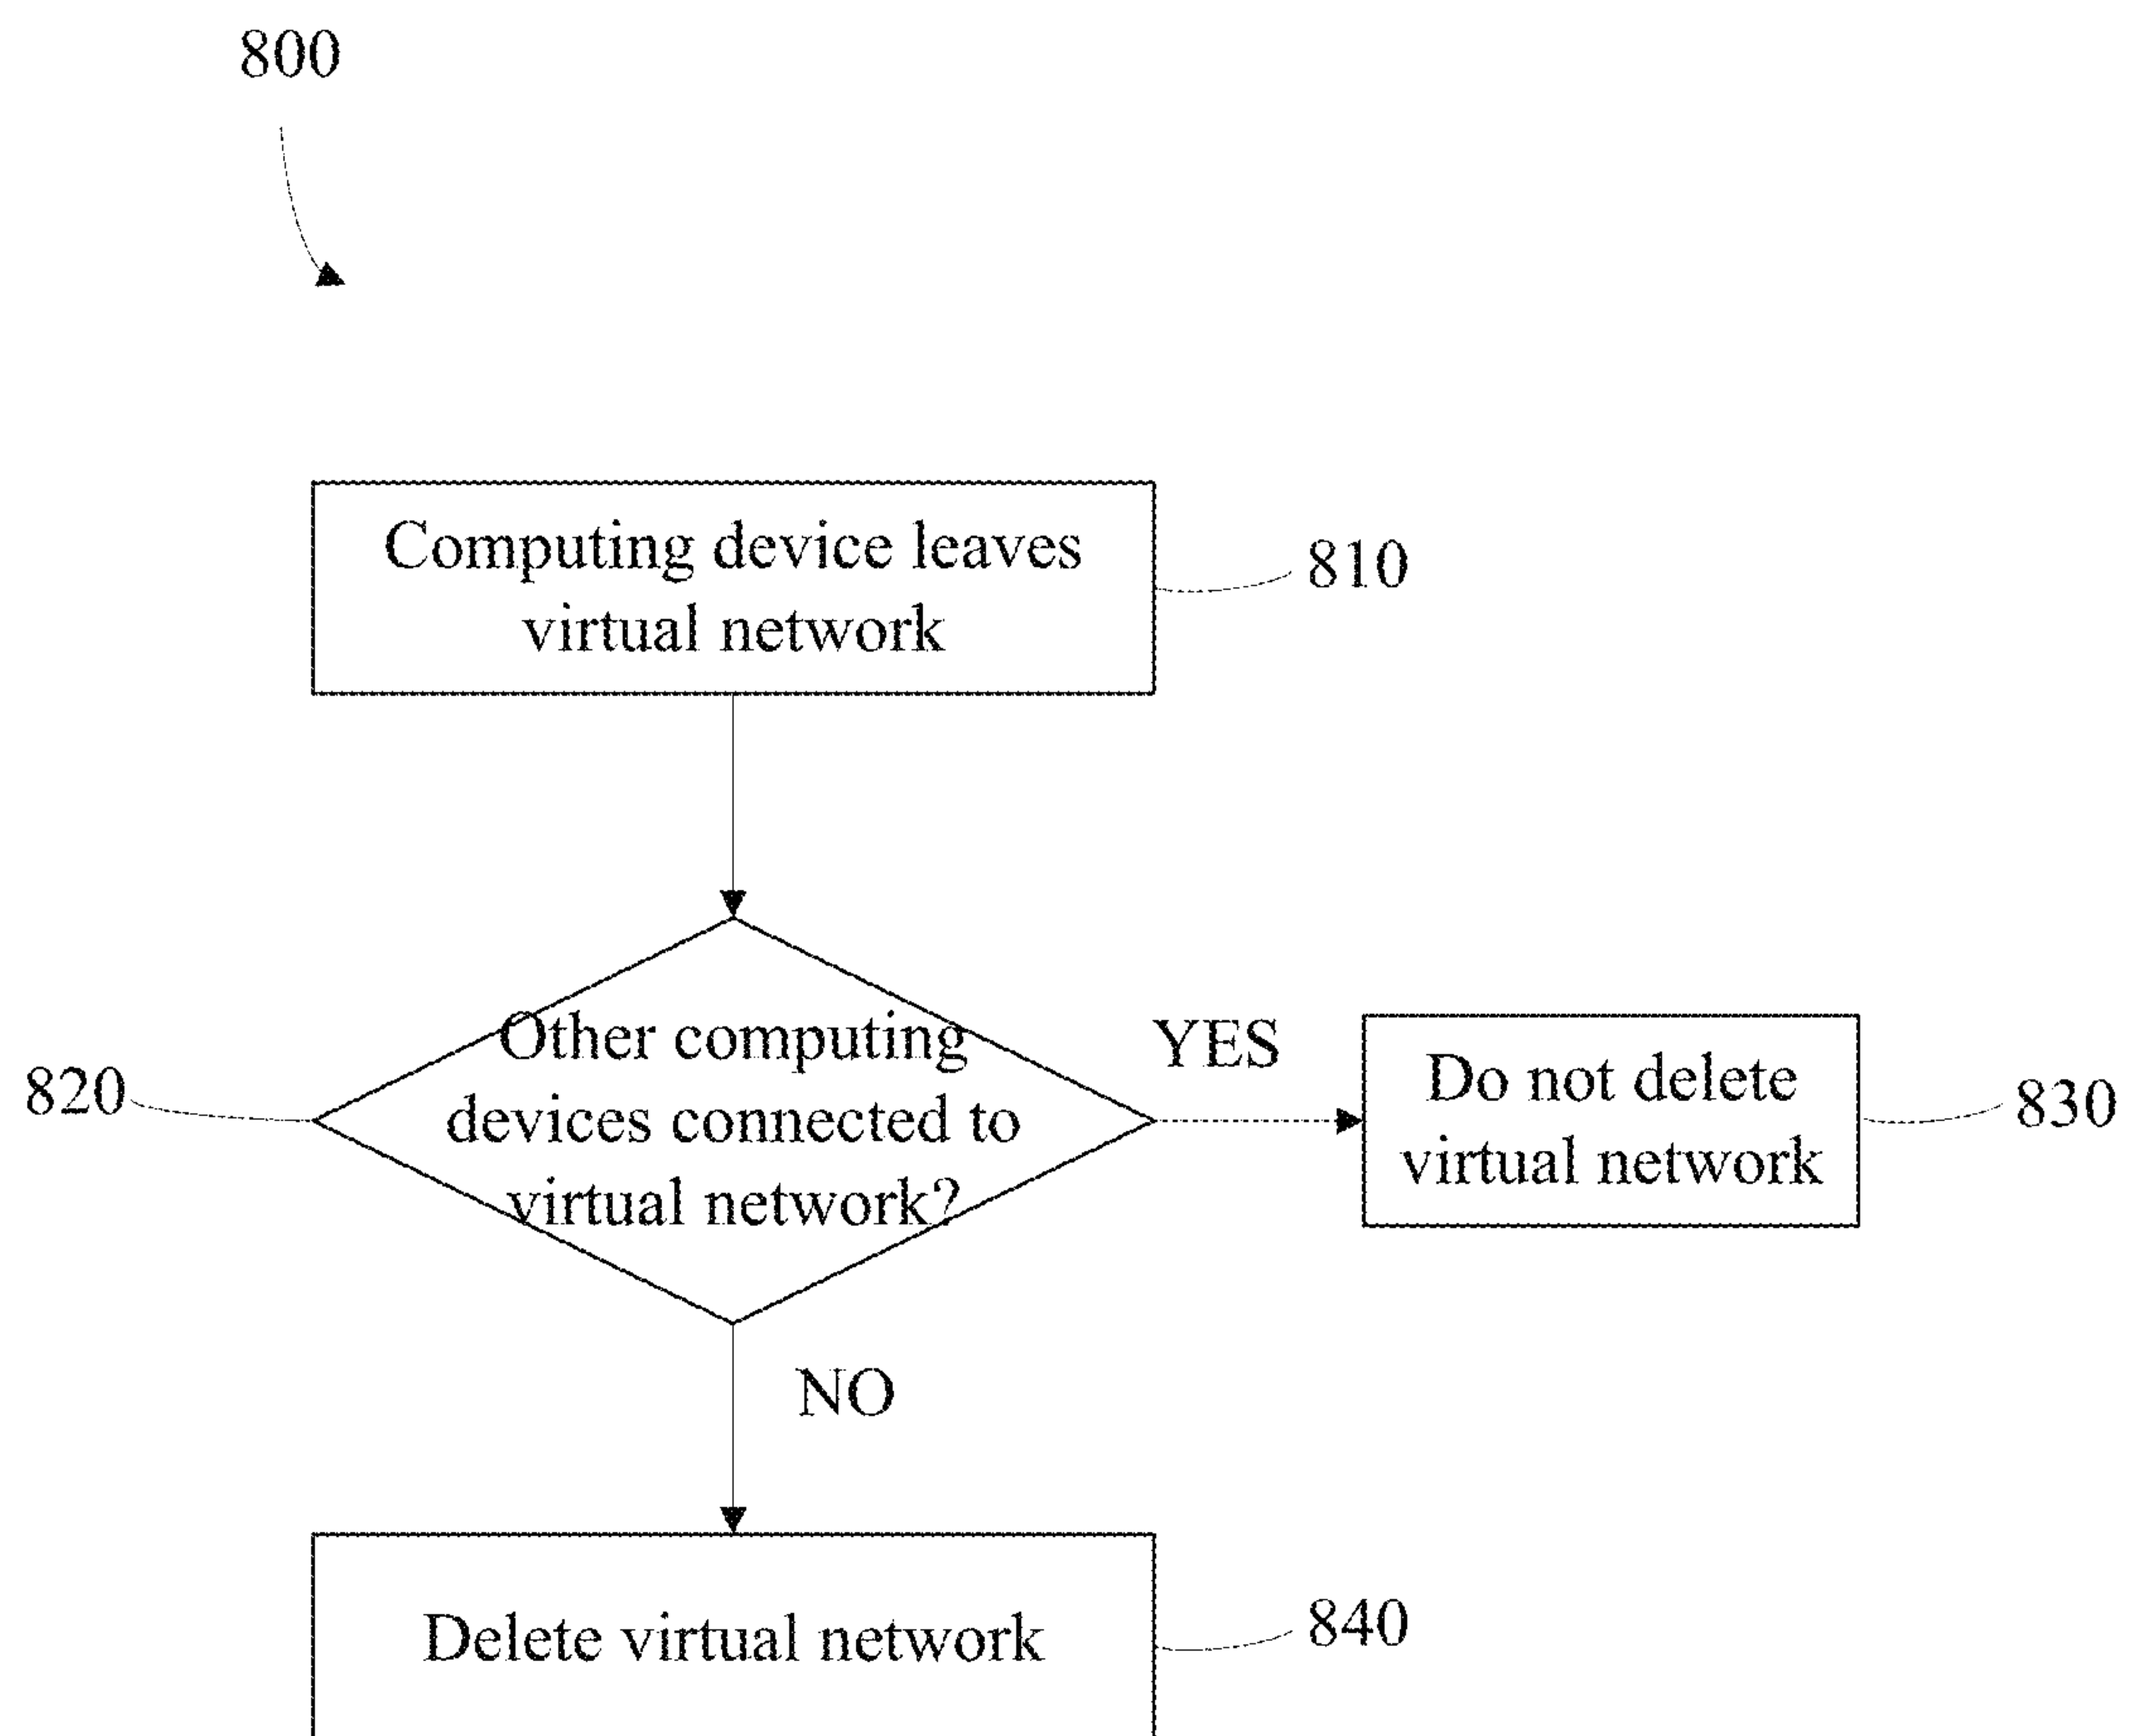 800
Computing device leaves
virtual network
810
Other computing
devices connected to
virtual network?
820
YES
Do not delete
virtual network
830
NO
Delete virtual network
840